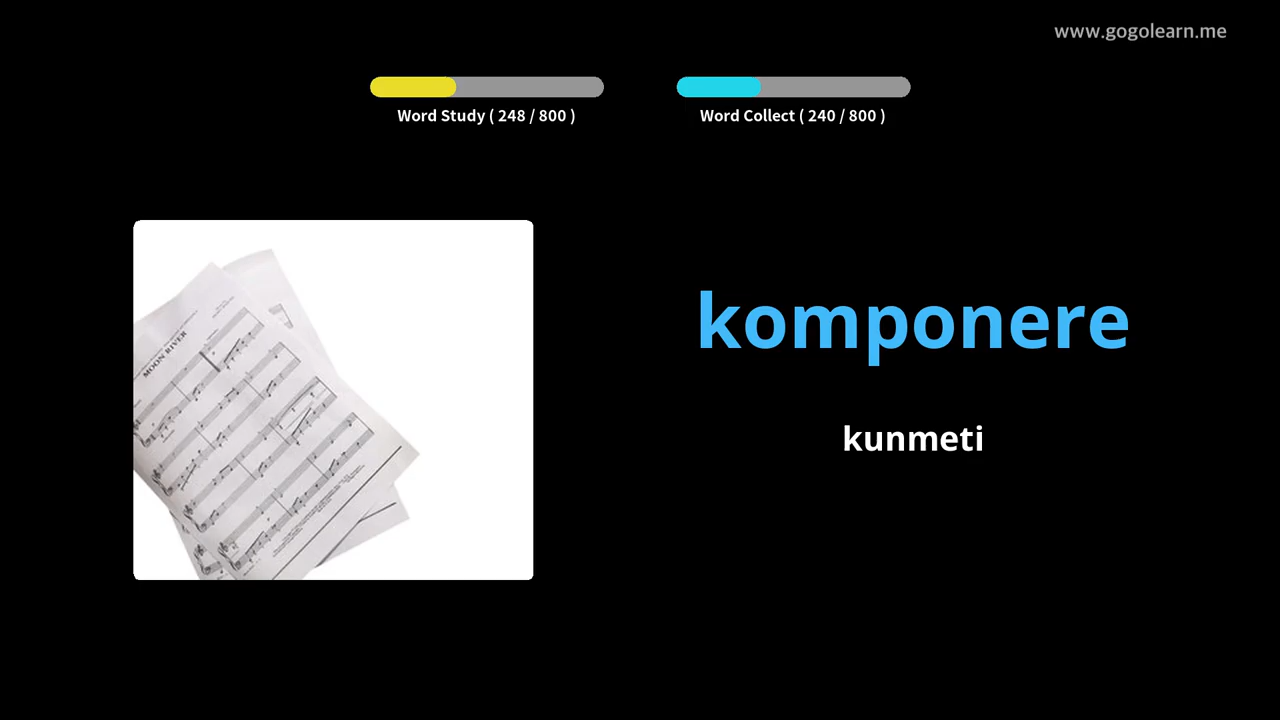 www.gogolearn.me
Word Study ( 248 / 800 )
Word Collect ( 240 / 800 )
MOON RIVER
komponere
kunmeti